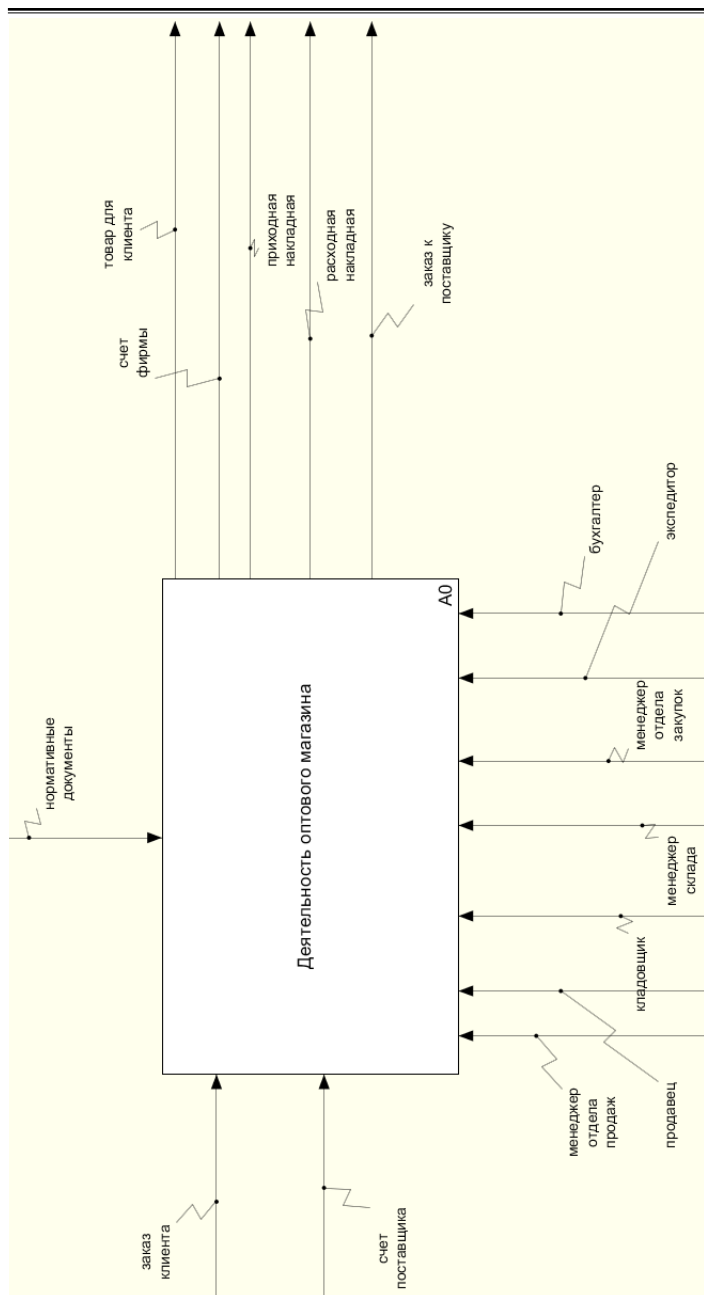 нормативные
документы
товар для
клиента
счет
фирмы
приходная
накладная
расходная
накладная
заказ к
поставщику
заказ
клиента
счет
поставщика
Деятельность оптового магазина
A0
менеджер
отдела
продаж
продавец
кладовщик
менеджер
склада
менеджер
отдела
закупок
экспедитор
бухгалтер